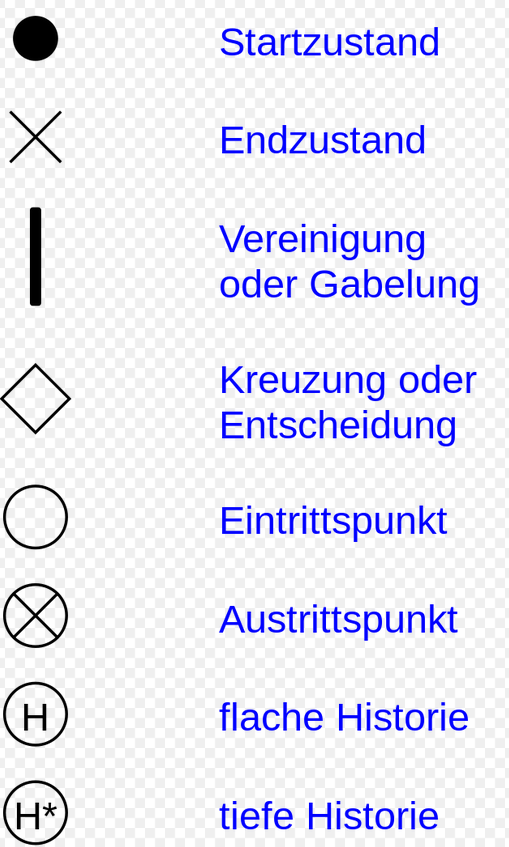 Startzustand
Endzustand
Vereinigung
oder Gabelung
Kreuzung oder
Entscheidung
Eintrittspunkt
Austrittspunkt
H flache Historie
H* tiefe Historie